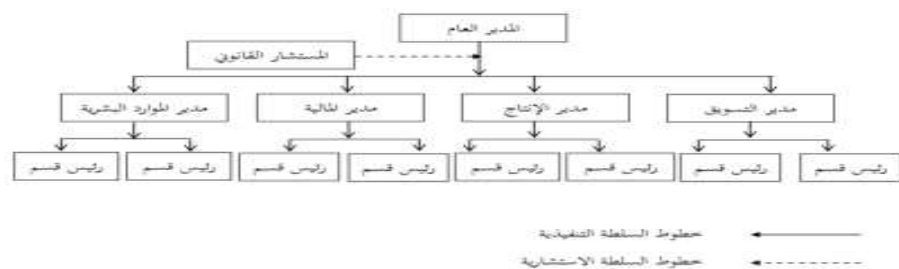 المدير العام
المستشار القانوني
مدير التسويق مدير الإنتاج مدير المالية مدير الموارد البشرية
رئيس قسم رئيس قسم رئيس قسم رئيس قسم رئيس قسم رئيس قسم رئيس قسم رئيس قسم
خطوط السلطة التنفيذية
خطوط السلطة الاستشارية